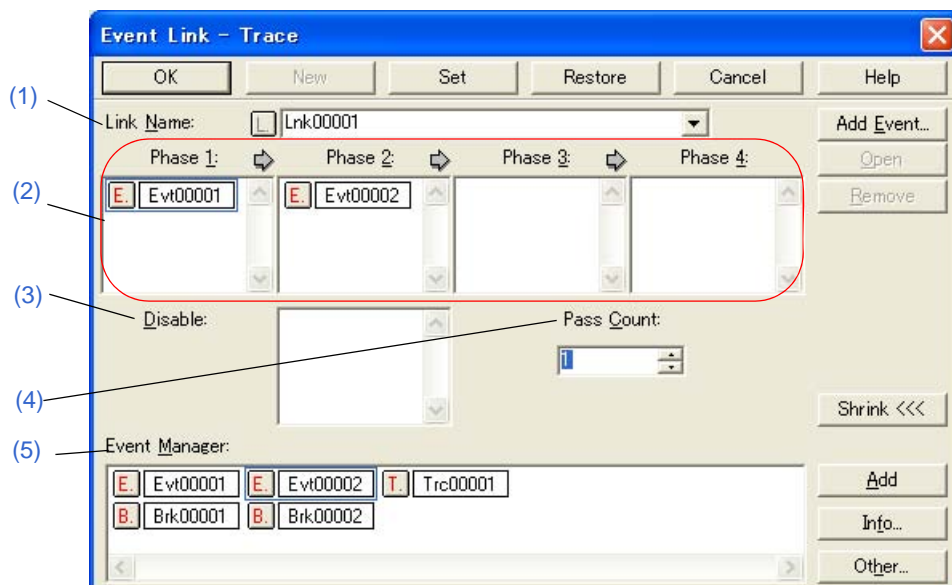 Event Link - Trace
OK New Set Restore Cancel Help
(1)
Link Name: L. Lnk00001 Add Event...
Phase 1: Phase 2: Phase 3: Phase 4: Open
(2)
E. Evt00001 E. Evt00002 Remove
(3)
Disable: Pass Count:
1
(4)
Shrink <<<
(5)
Event Manager:
E. Evt00001 E. Evt00002 T. Trc00001 Add
B. Brk00001 B. Brk00002 Info...
Other...